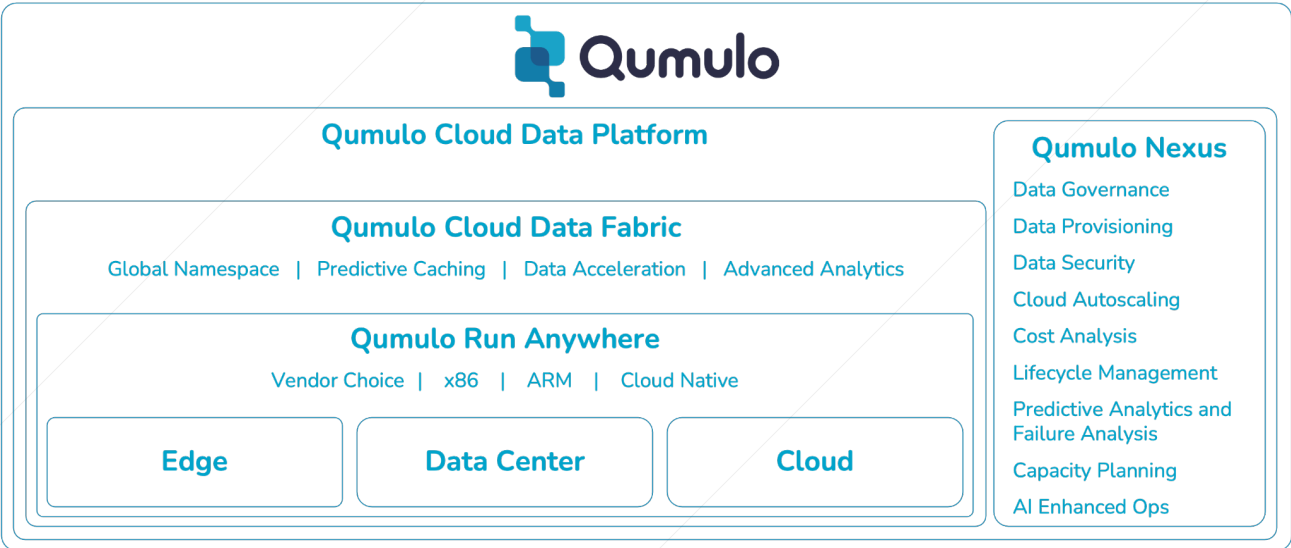 Qumulo
Qumulo Cloud Data Platform
Qumulo Cloud Data Fabric
Global Namespace | Predictive Caching | Data Acceleration | Advanced Analytics
Qumulo Run Anywhere
Vendor Choice | x86 | ARM | Cloud Native
Edge
Data Center
Cloud
Qumulo Nexus
Data Governance
Data Provisioning
Data Security
Cloud Autoscaling
Cost Analysis
Lifecycle Management
Predictive Analytics and
Failure Analysis
Capacity Planning
AI Enhanced Ops